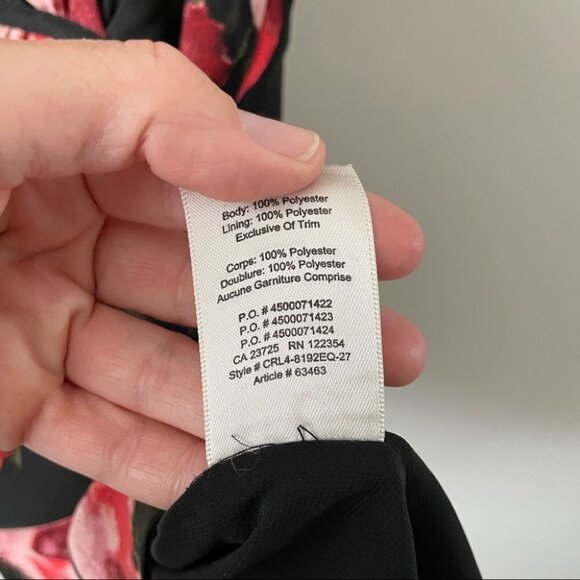 Body: 100% Polyester
Lining: 100% Polyester
Exclusive Of Trim
Corps: 100% Polyester
Doublure: 100% Polyester
Aucune Garniture Comprise
P.O. # 4500071422
P.O. # 4500071423
P.O. # 4500071424
CA 23725 RN 122354
Style # CRL4-8192EQ-27
Article # 63463